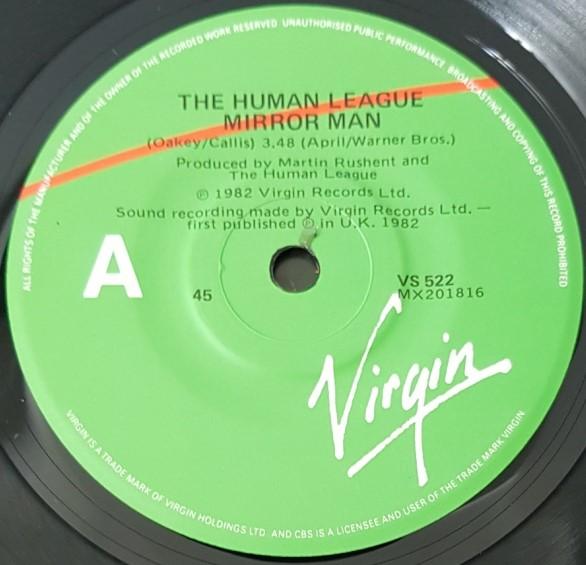 ALL RIGHTS OF THE MANUFACTURER AND OF THE OWNER OF THE RECORDED WORK RESERVED UNAUTHORISED PUBLIC PERFORMANCE BROADCASTING AND COPYING OF THIS RECORD PROHIBITED
THE HUMAN LEAGUE
MIRROR MAN
(Oakey/Callis) 3.48 (April/Warner Bros.)
Produced by Martin Rushent and
The Human League
℗ 1982 Virgin Records Ltd.
Sound recording made by Virgin Records Ltd. —
first published ℗ in U.K. 1982
A
45
VS 522
MX201816
Virgin
VIRGIN IS A TRADE MARK OF VIRGIN HOLDINGS LTD AND CBS IS A LICENSEE AND USER OF THE TRADE MARK VIRGIN